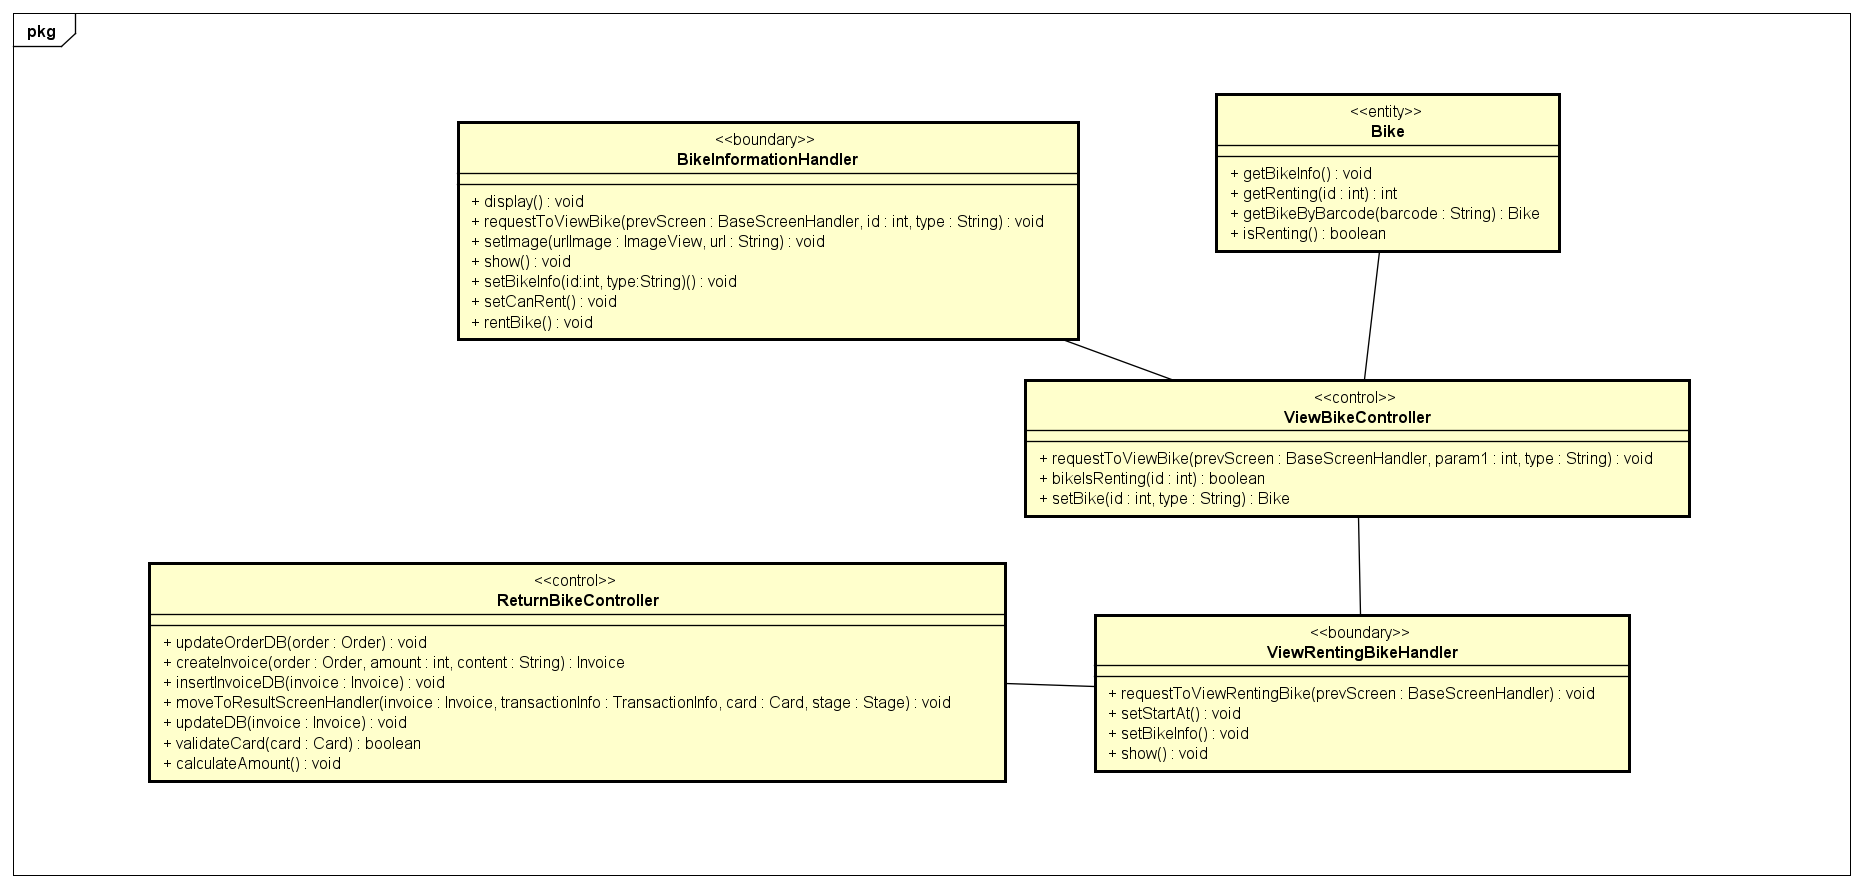 pkg
<<boundary>>
BikeInformationHandler
+ display() : void
+ requestToViewBike(prevScreen : BaseScreenHandler, id : int, type : String) : void
+ setImage(urlImage : ImageView, url : String) : void
+ show() : void
+ setBikeInfo(id:int, type:String)() : void
+ setCanRent() : void
+ rentBike() : void
<<entity>>
Bike
+ getBikeInfo() : void
+ getRenting(id : int) : int
+ getBikeByBarcode(barcode : String) : Bike
+ isRenting() : boolean
<<control>>
ViewBikeController
+ requestToViewBike(prevScreen : BaseScreenHandler, param1 : int, type : String) : void
+ bikeIsRenting(id : int) : boolean
+ setBike(id : int, type : String) : Bike
<<control>>
ReturnBikeController
+ updateOrderDB(order : Order) : void
+ createInvoice(order : Order, amount : int, content : String) : Invoice
+ insertInvoiceDB(invoice : Invoice) : void
+ moveToResultScreenHandler(invoice : Invoice, transactionInfo : TransactionInfo, card : Card, stage : Stage) : void
+ updateDB(invoice : Invoice) : void
+ validateCard(card : Card) : boolean
+ calculateAmount() : void
<<boundary>>
ViewRentingBikeHandler
+ requestToViewRentingBike(prevScreen : BaseScreenHandler) : void
+ setStartAt() : void
+ setBikeInfo() : void
+ show() : void